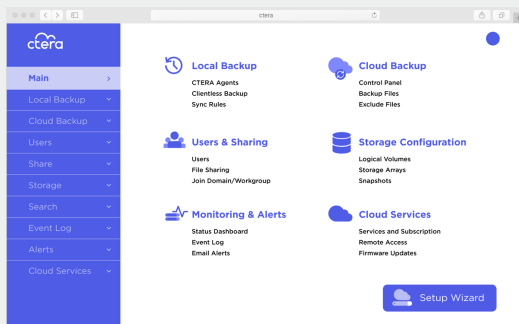 ctera
ctera
Main
Local Backup
Cloud Backup
Users
Share
Storage
Search
Event Log
Alerts
Cloud Services
Local Backup
CTERA Agents
Clientless Backup
Sync Rules
Cloud Backup
Control Panel
Backup Files
Exclude Files
Users & Sharing
Users
File Sharing
Join Domain/Workgroup
Storage Configuration
Logical Volumes
Storage Arrays
Snapshots
Monitoring & Alerts
Status Dashboard
Event Log
Email Alerts
Cloud Services
Services and Subscription
Remote Access
Firmware Updates
Setup Wizard